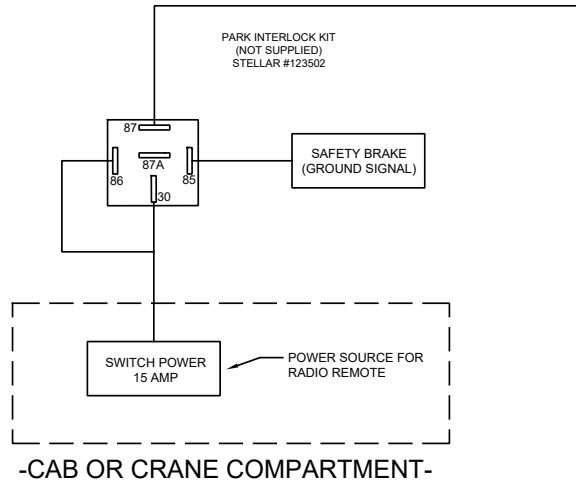 PARK INTERLOCK KIT
(NOT SUPPLIED)
STELLAR #123502
87
87A
86
85
30
SAFETY BRAKE
(GROUND SIGNAL)
SWITCH POWER
15 AMP
POWER SOURCE FOR
RADIO REMOTE
-CAB OR CRANE COMPARTMENT-